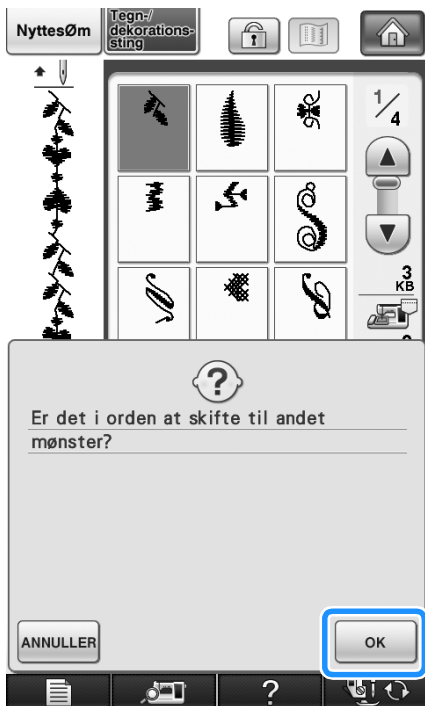 NyttesØm
Tegn-/
dekorations-
sting
1/4
3
KB
Er det i orden at skifte til andet
mønster?
ANNULLER
OK
?